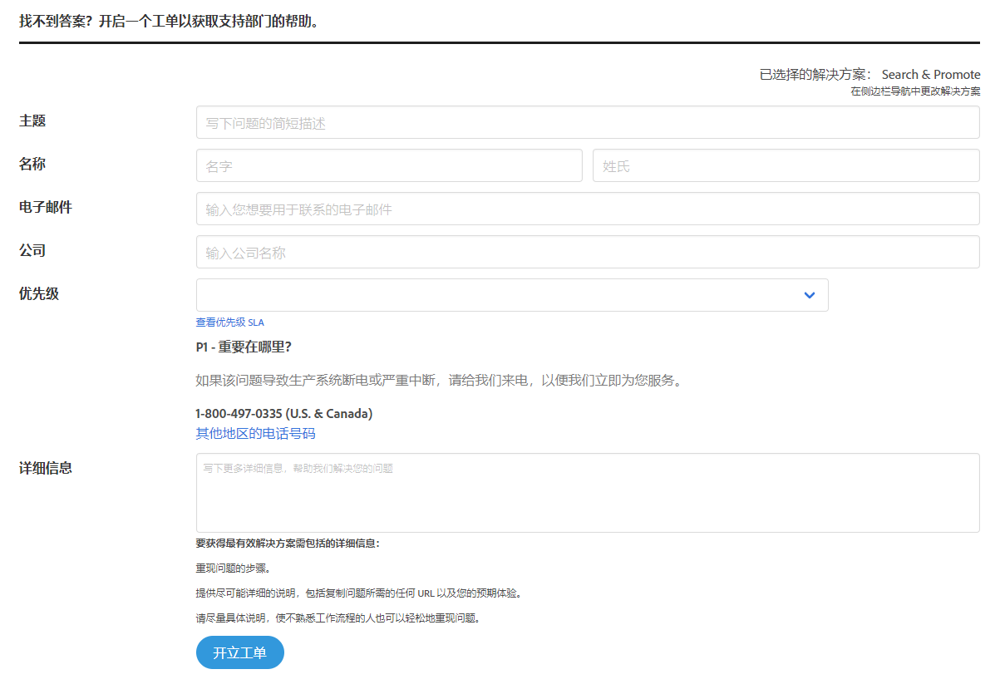 找不到答案？开启一个工单以获取支持部门的帮助。
已选择的解决方案： Search & Promote
在侧边栏导航中更改解决方案
主题
写下问题的简短描述
名称
名字
姓氏
电子邮件
输入您想要用于联系的电子邮件
公司
输入公司名称
优先级
查看优先级 SLA
P1 - 重要在哪里？
如果该问题导致生产系统断电或严重中断，请给我们来电，以便我们立即为您服务。
1-800-497-0335 (U.S. & Canada)
其他地区的电话号码
详细信息
写下更多详细信息，帮助我们解决您的问题
要获得最有效解决方案需包括的详细信息：
重现问题的步骤。
提供尽可能详细的说明，包括复制问题所需的任何 URL 以及您的预期体验。
请尽量具体说明，使不熟悉工作流程的人也可以轻松地重现问题。
开立工单